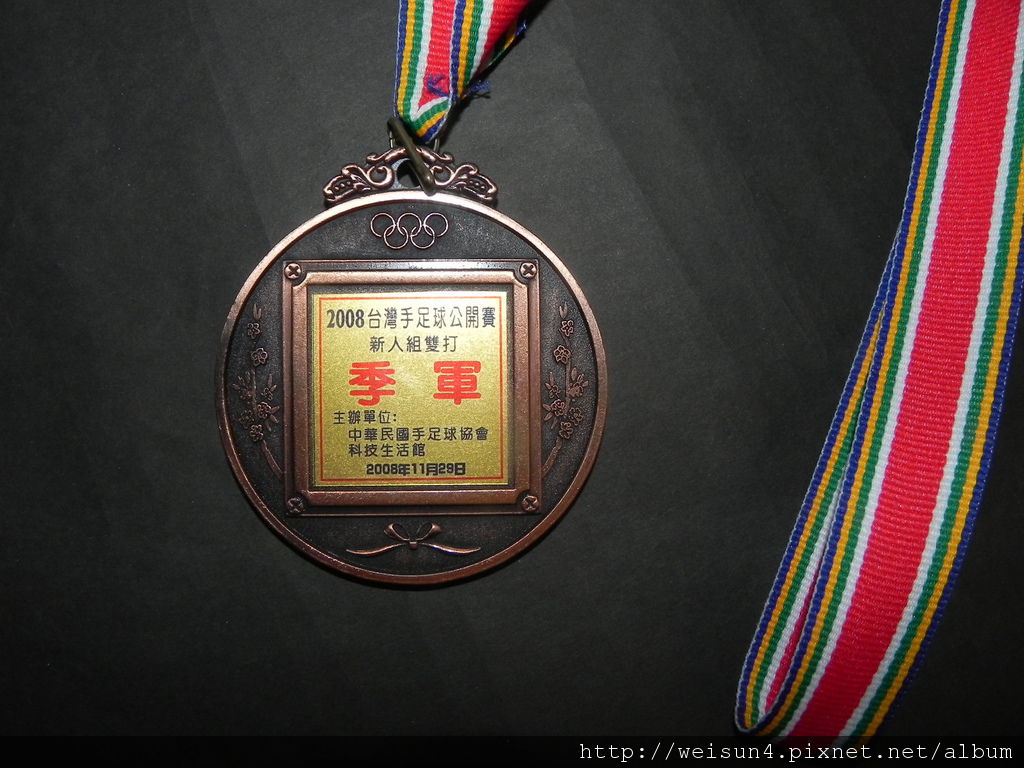 2008台灣手足球公開賽
新人組雙打
季 軍
主辦單位:
中華民國手足球協會
科技生活館
2008年11月29日
http://weisun4.pixnet.net/album